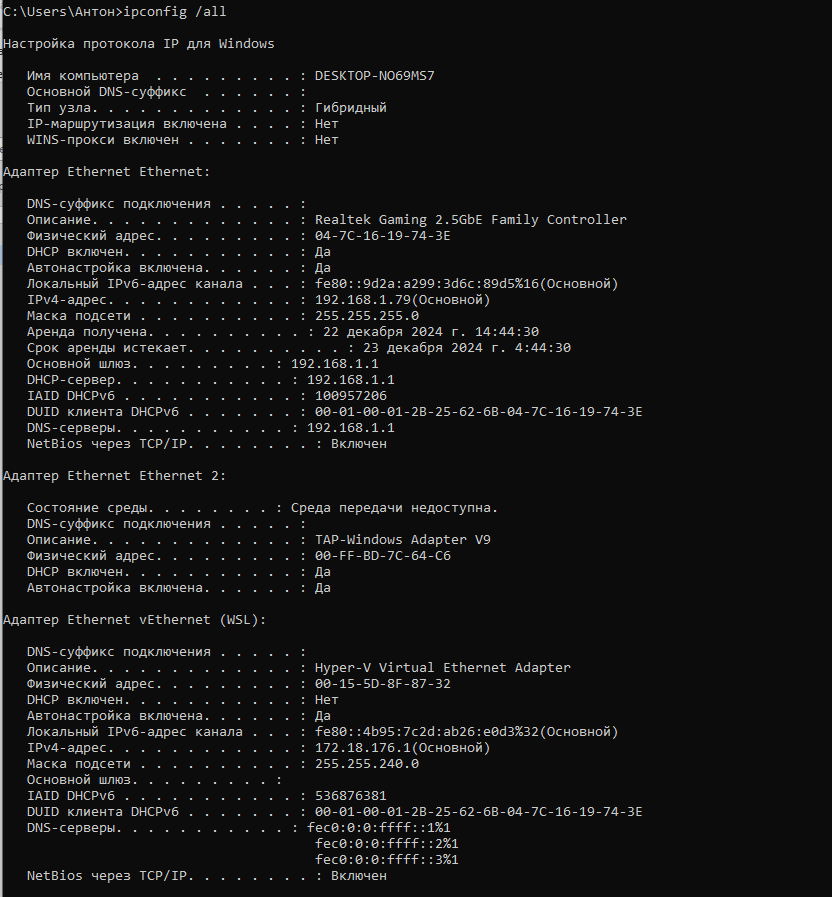 C:\Users\Антон>ipconfig /all
Настройка протокола IP для Windows
Имя компьютера  . . . . . . . . . : DESKTOP-NO69MS7
Основной DNS-суффикс  . . . . . . :
Тип узла. . . . . . . . . . . . . : Гибридный
IP-маршрутизация включена . . . . : Нет
WINS-прокси включен . . . . . . . : Нет
Адаптер Ethernet Ethernet:
DNS-суффикс подключения . . . . . :
Описание. . . . . . . . . . . . . : Realtek Gaming 2.5GbE Family Controller
Физический адрес. . . . . . . . . : 04-7C-16-19-74-3E
DHCP включен. . . . . . . . . . . : Да
Автонастройка включена. . . . . . : Да
Локальный IPv6-адрес канала . . . : fe80::9d2a:a299:3d6c:89d5%16(Основной)
IPv4-адрес. . . . . . . . . . . . : 192.168.1.79(Основной)
Маска подсети . . . . . . . . . . : 255.255.255.0
Аренда получена. . . . . . . . . . : 22 декабря 2024 г. 14:44:30
Срок аренды истекает. . . . . . . . . . : 23 декабря 2024 г. 4:44:30
Основной шлюз. . . . . . . . . : 192.168.1.1
DHCP-сервер. . . . . . . . . . . : 192.168.1.1
IAID DHCPv6 . . . . . . . . . . . : 100957206
DUID клиента DHCPv6 . . . . . . . : 00-01-00-01-2B-25-62-6B-04-7C-16-19-74-3E
DNS-серверы. . . . . . . . . . . : 192.168.1.1
NetBios через TCP/IP. . . . . . . . : Включен
Адаптер Ethernet Ethernet 2:
Состояние среды. . . . . . . . : Среда передачи недоступна.
DNS-суффикс подключения . . . . . :
Описание. . . . . . . . . . . . . : TAP-Windows Adapter V9
Физический адрес. . . . . . . . . : 00-FF-BD-7C-64-C6
DHCP включен. . . . . . . . . . . : Да
Автонастройка включена. . . . . . : Да
Адаптер Ethernet vEthernet (WSL):
DNS-суффикс подключения . . . . . :
Описание. . . . . . . . . . . . . : Hyper-V Virtual Ethernet Adapter
Физический адрес. . . . . . . . . : 00-15-5D-8F-87-32
DHCP включен. . . . . . . . . . . : Нет
Автонастройка включена. . . . . . : Да
Локальный IPv6-адрес канала . . . : fe80::4b95:7c2d:ab26:e0d3%32(Основной)
IPv4-адрес. . . . . . . . . . . . : 172.18.176.1(Основной)
Маска подсети . . . . . . . . . . : 255.255.240.0
Основной шлюз. . . . . . . . . :
IAID DHCPv6 . . . . . . . . . . . : 536876381
DUID клиента DHCPv6 . . . . . . . : 00-01-00-01-2B-25-62-6B-04-7C-16-19-74-3E
DNS-серверы. . . . . . . . . . . : fec0:0:0:ffff::1%1
fec0:0:0:ffff::2%1
fec0:0:0:ffff::3%1
NetBios через TCP/IP. . . . . . . . : Включен